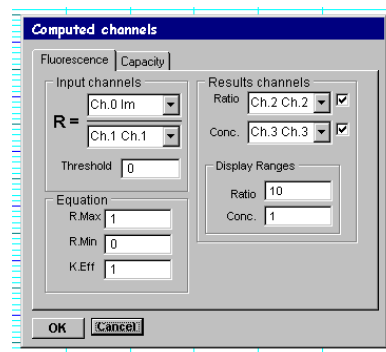 Computed channels
Fluorescence Capacity
Input channels
R =
Ch.0 Im
Ch.1 Ch.1
Threshold 0
Equation
R.Max 1
R.Min 0
K.Eff 1
Results channels
Ratio Ch.2 Ch.2
Conc. Ch.3 Ch.3
Display Ranges
Ratio 10
Conc. 1
OK Cancel